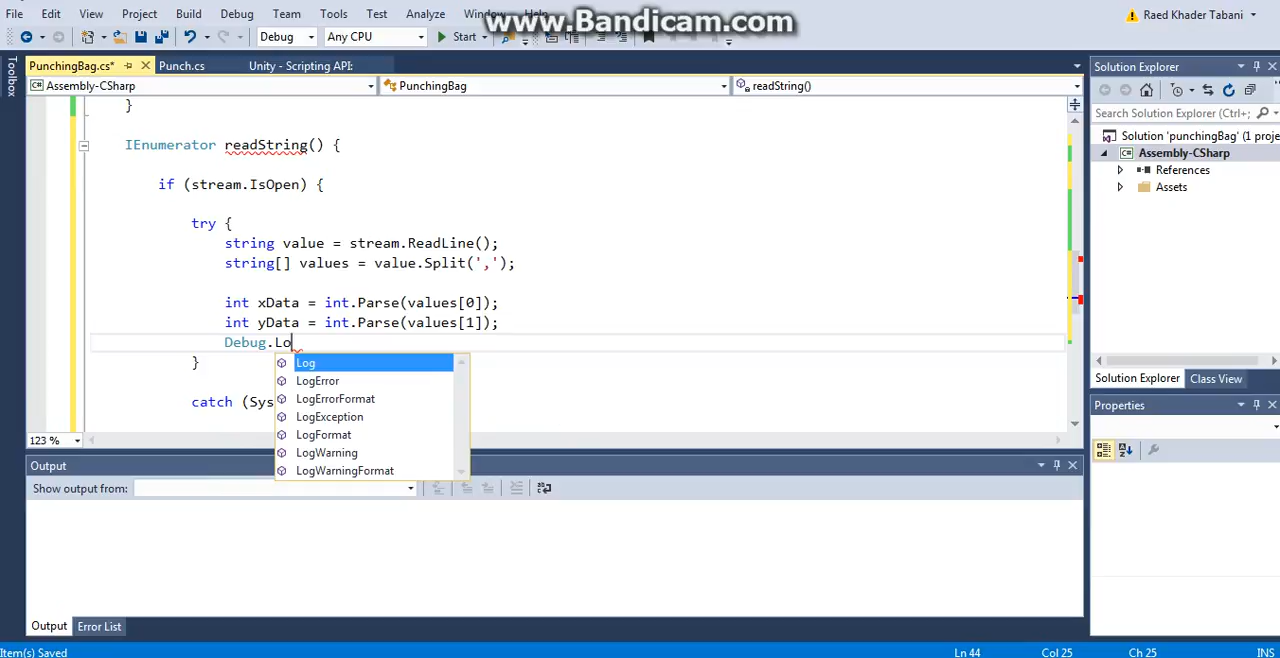 File Edit View Project Build Debug Team Tools Test Analyze Window Help
www.Bandicam.com
Raed Khader Tabani
Debug Any CPU Start
Toolbox
PunchingBag.cs* Punch.cs Unity - Scripting API:
Assembly-CSharp PunchingBag readString()
}
IEnumerator readString() {
if (stream.IsOpen) {
try {
string value = stream.ReadLine();
string[] values = value.Split(',');
int xData = int.Parse(values[0]);
int yData = int.Parse(values[1]);
Debug.Lo
}
catch (Sys
Log
LogError
LogErrorFormat
LogException
LogFormat
LogWarning
LogWarningFormat
123 %
Output
Show output from:
Output Error List
Solution Explorer
Search Solution Explorer (Ctrl+;
Solution 'punchingBag' (1 proje
Assembly-CSharp
References
Assets
Solution Explorer Class View
Properties
Item(s) Saved Ln 44 Col 25 Ch 25 INS